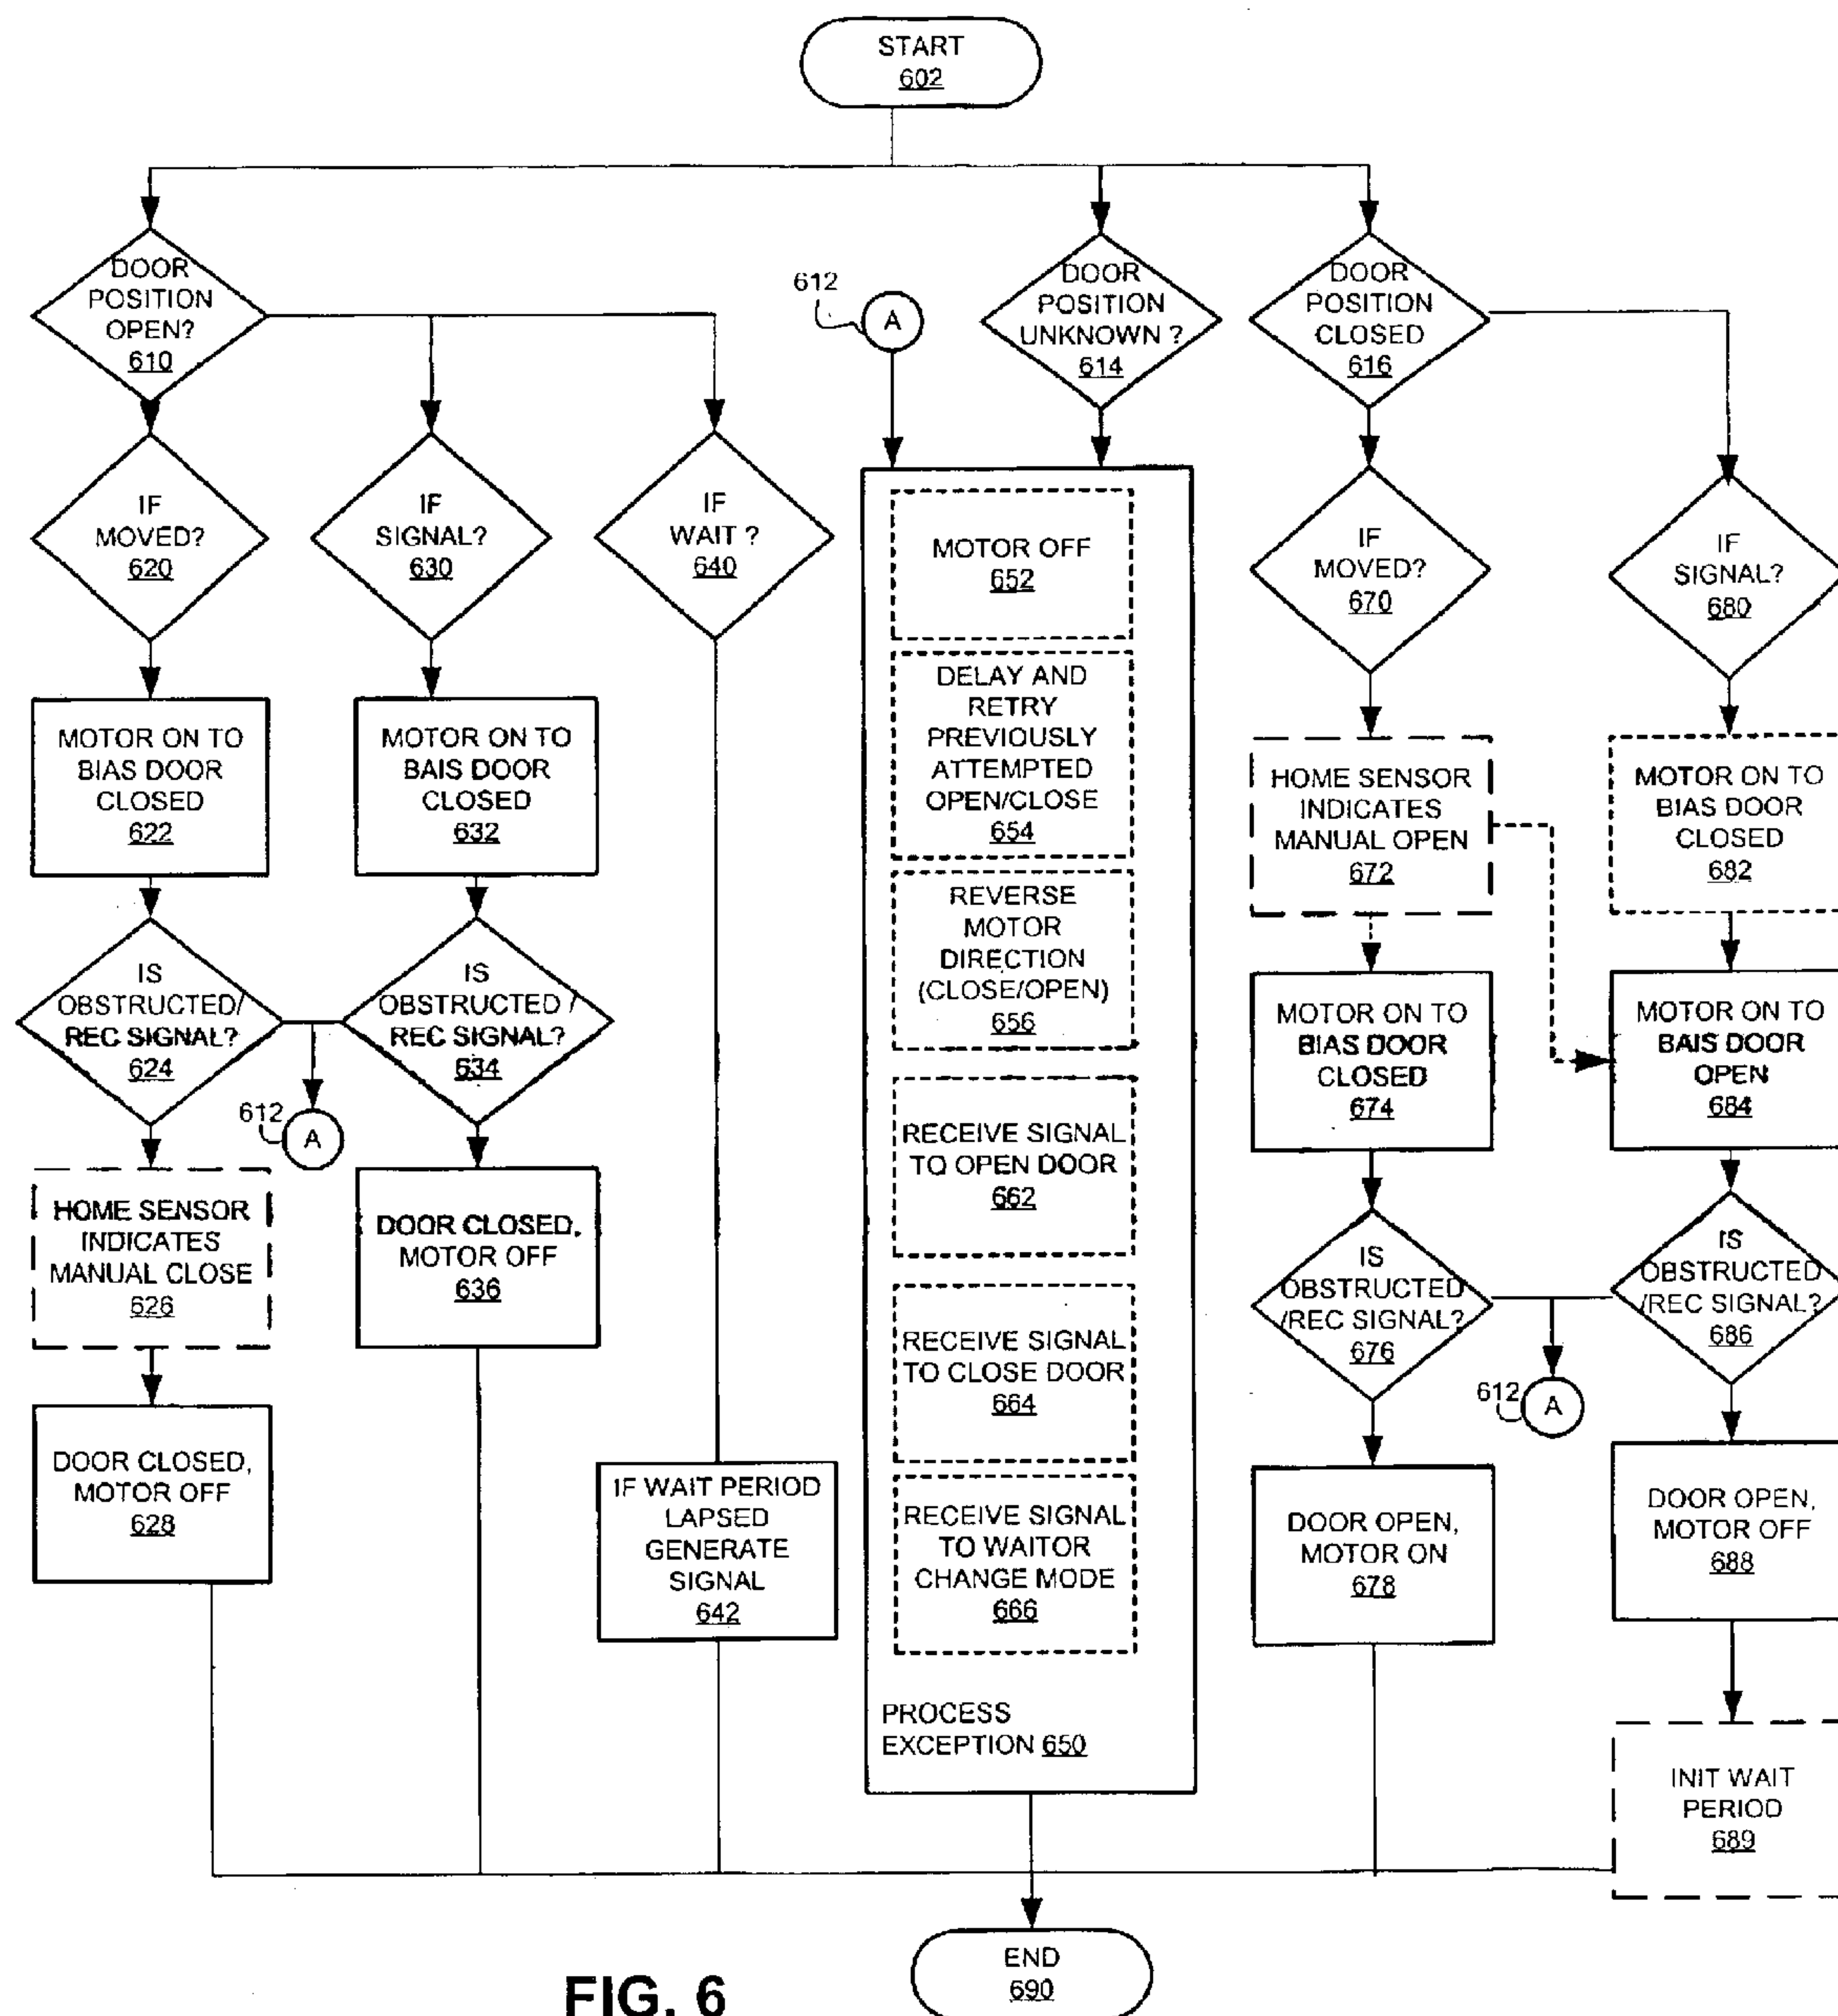 START
602
DOOR
POSITION
OPEN?
610
612
A
DOOR
POSITION
UNKNOWN ?
614
DOOR
POSITION
CLOSED
616
IF
MOVED?
620
IF
SIGNAL?
630
IF
WAIT ?
640
MOTOR OFF
652
IF
MOVED?
670
IF
SIGNAL?
680
MOTOR ON TO
BIAS DOOR
CLOSED
622
MOTOR ON TO
BAIS DOOR
CLOSED
632
DELAY AND
RETRY
PREVIOUSLY
ATTEMPTED
OPEN/CLOSE
654
HOME SENSOR
INDICATES
MANUAL OPEN
672
MOTOR ON TO
BIAS DOOR
CLOSED
682
REVERSE
MOTOR
DIRECTION
(CLOSE/OPEN)
656
IS
OBSTRUCTED/
REC SIGNAL?
624
IS
OBSTRUCTED /
REC SIGNAL?
634
612
A
MOTOR ON TO
BIAS DOOR
CLOSED
674
MOTOR ON TO
BAIS DOOR
OPEN
684
RECEIVE SIGNAL
TO OPEN DOOR
662
HOME SENSOR
INDICATES
MANUAL CLOSE
626
DOOR CLOSED,
MOTOR OFF
636
IS
OBSTRUCTED
/REC SIGNAL?
676
IS
OBSTRUCTED
/REC SIGNAL?
686
612
A
RECEIVE SIGNAL
TO CLOSE DOOR
664
DOOR CLOSED,
MOTOR OFF
628
IF WAIT PERIOD
LAPSED
GENERATE
SIGNAL
642
RECEIVE SIGNAL
TO WAITOR
CHANGE MODE
666
DOOR OPEN,
MOTOR ON
678
DOOR OPEN,
MOTOR OFF
688
PROCESS
EXCEPTION 650
INIT WAIT
PERIOD
689
END
690
FIG. 6